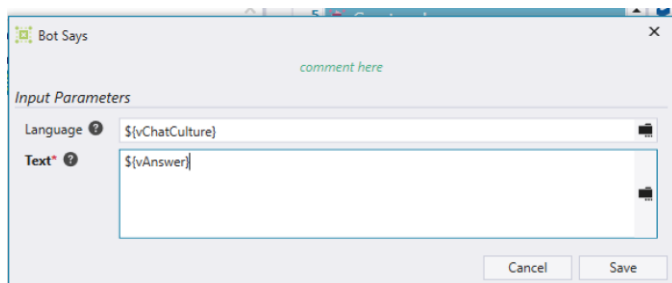 Bot Says
comment here
Input Parameters
Language
${vChatCulture}
Text*
${vAnswer}
Cancel
Save